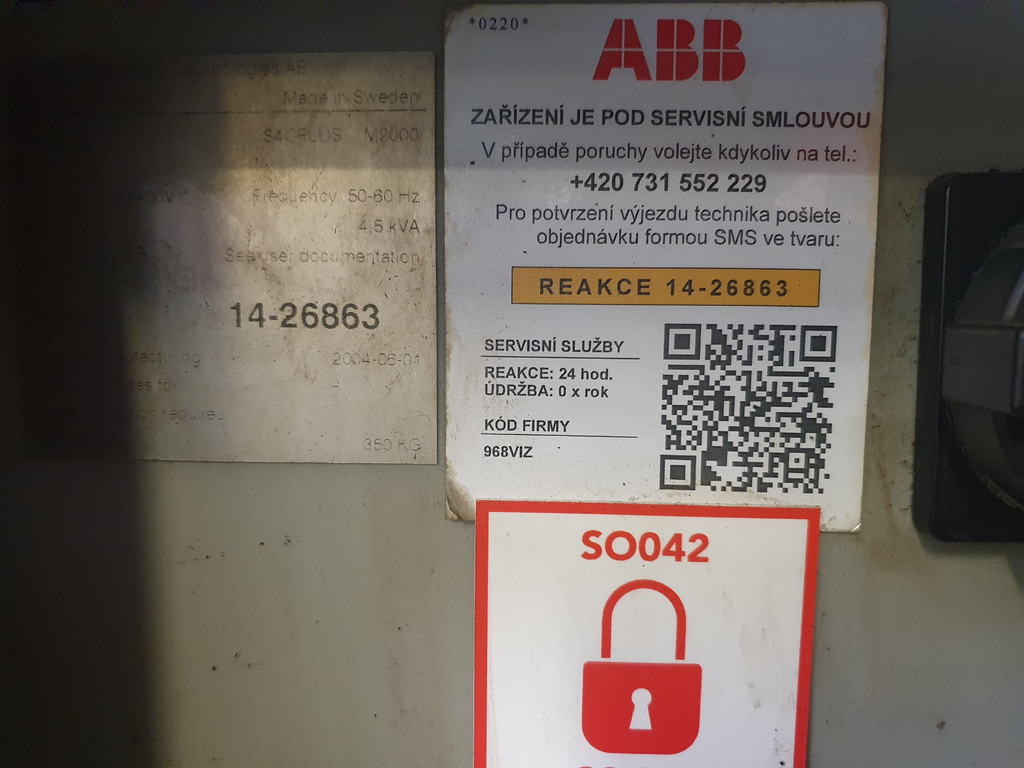 Technologies AB
Made in Sweden
S4CPLUS M2000
Frequency 50-60 Hz
4,5 kVA
See user documentation
14-26863
2004-06-01
350 KG
*0220*
ABB
ZAŘÍZENÍ JE POD SERVISNÍ SMLOUVOU
V případě poruchy volejte kdykoliv na tel.:
+420 731 552 229
Pro potvrzení výjezdu technika pošlete
objednávku formou SMS ve tvaru:
REAKCE 14-26863
SERVISNÍ SLUŽBY
REAKCE: 24 hod.
ÚDRŽBA: 0 x rok
KÓD FIRMY
968VIZ
SO042